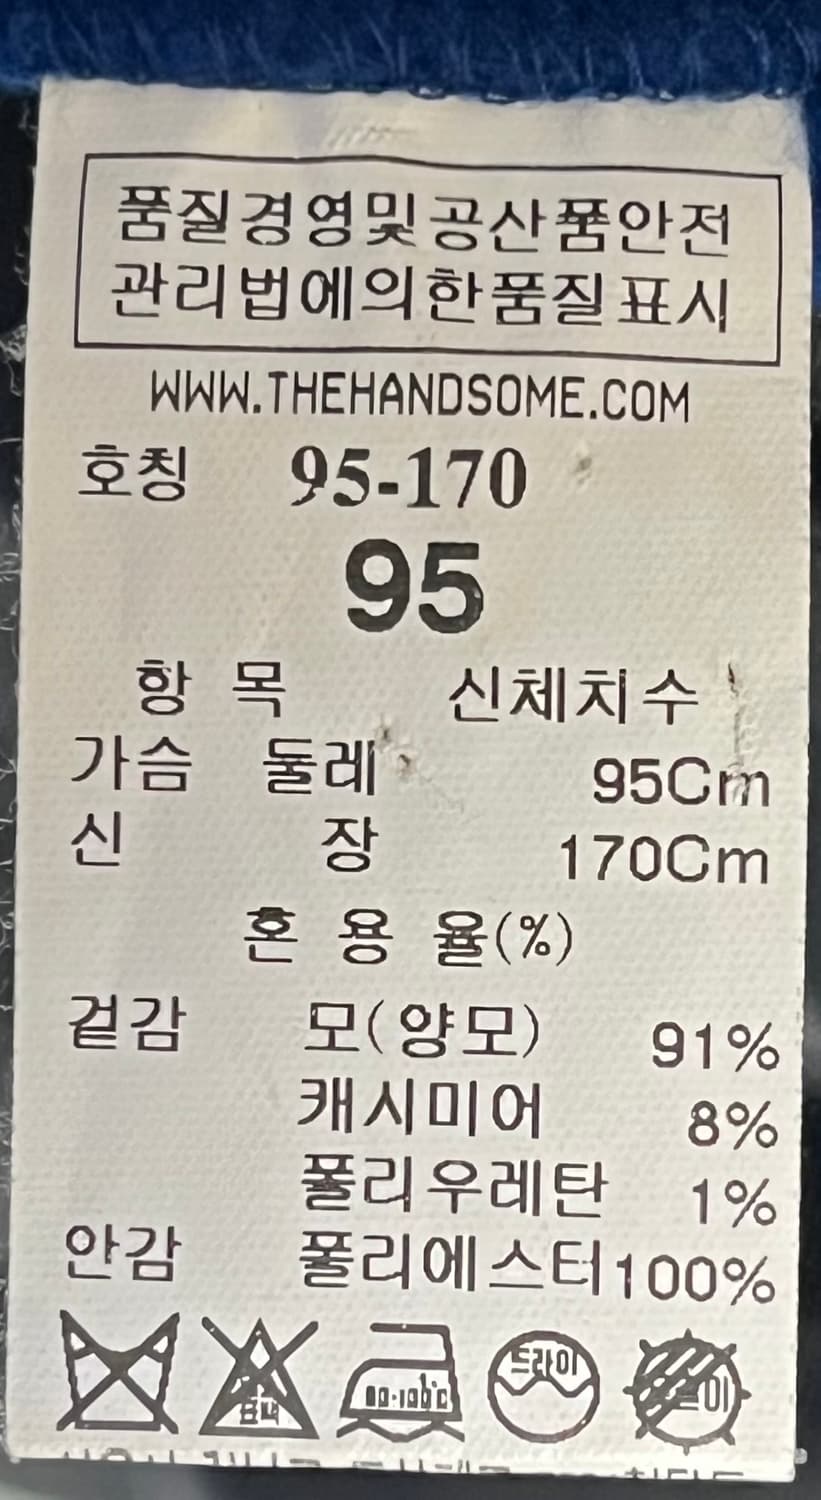 품질경영및공산품안전
관리법에의한품질표시
WWW.THEHANDSOME.COM
호칭 95-170
95
항 목 신체치수
가슴 둘레 95Cm
신 장 170Cm
혼 용 율(%)
겉감 모(양모) 91%
캐시미어 8%
폴리우레탄 1%
안감 폴리에스터 100%
드라이